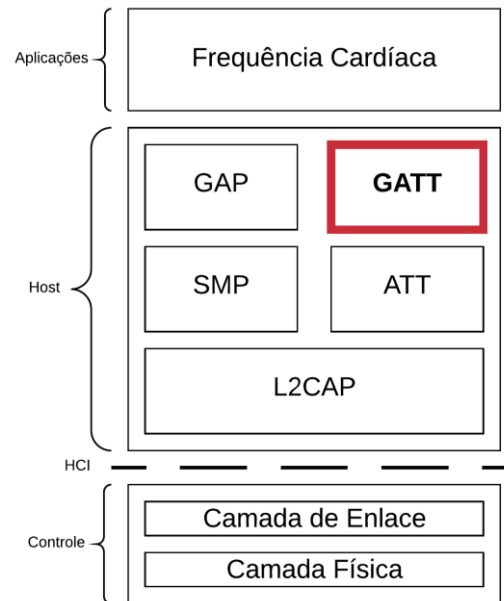 Aplicações
Frequência Cardíaca
GAP
GATT
Host
SMP
ATT
L2CAP
HCI
Controle
Camada de Enlace
Camada Física